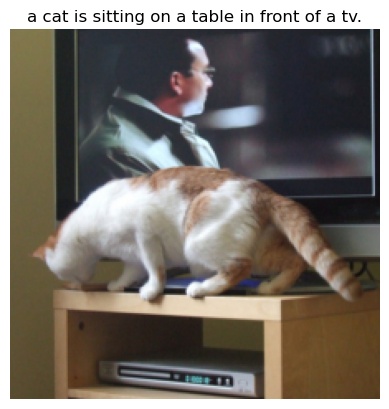 a cat is sitting on a table in front of a tv.